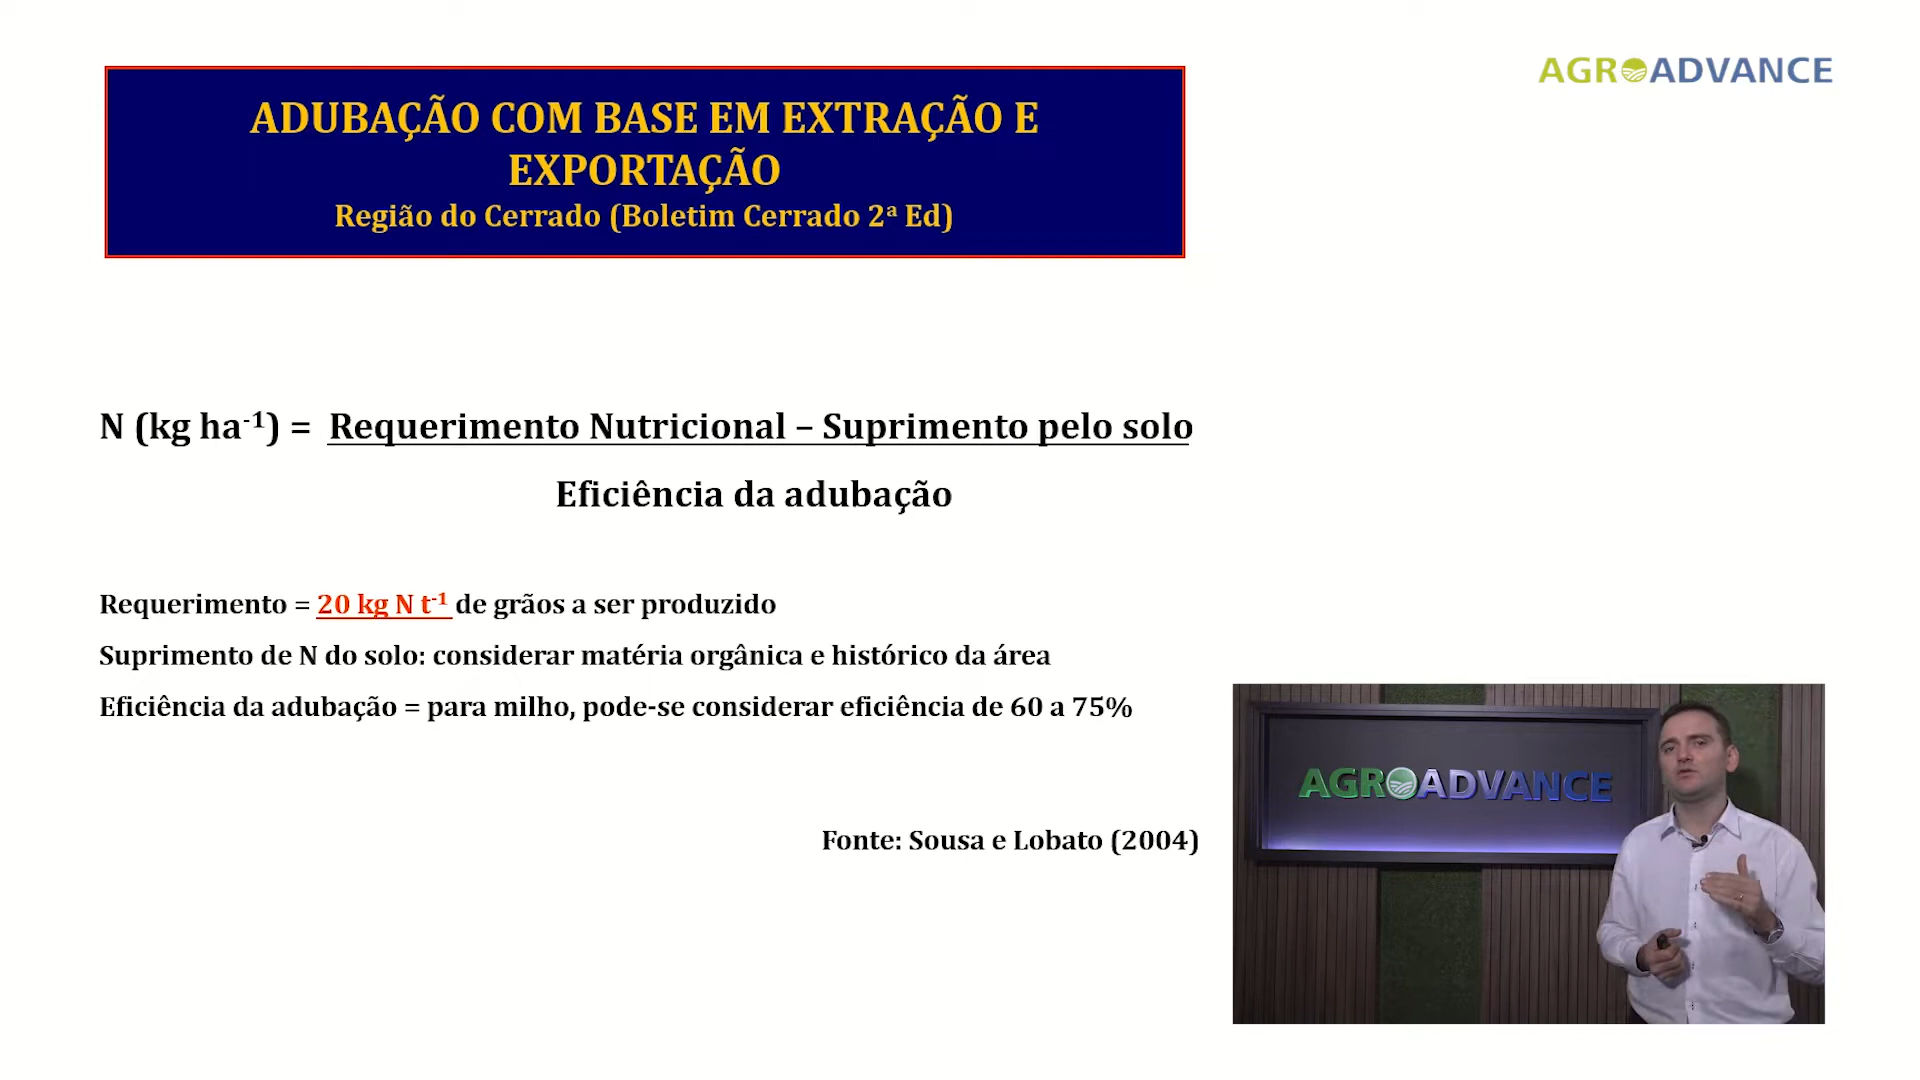 AGROADVANCE
ADUBAÇÃO COM BASE EM EXTRAÇÃO E
EXPORTAÇÃO
Região do Cerrado (Boletim Cerrado 2ª Ed)
N (kg ha⁻¹) = Requerimento Nutricional – Suprimento pelo solo
Eficiência da adubação
Requerimento = 20 kg N t⁻¹ de grãos a ser produzido
Suprimento de N do solo: considerar matéria orgânica e histórico da área
Eficiência da adubação = para milho, pode-se considerar eficiência de 60 a 75%
Fonte: Sousa e Lobato (2004)
AGROADVANCE